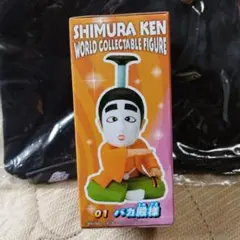 SHIMURA KEN
WORLD COLLECTABLE FIGURE
01 バカ殿様